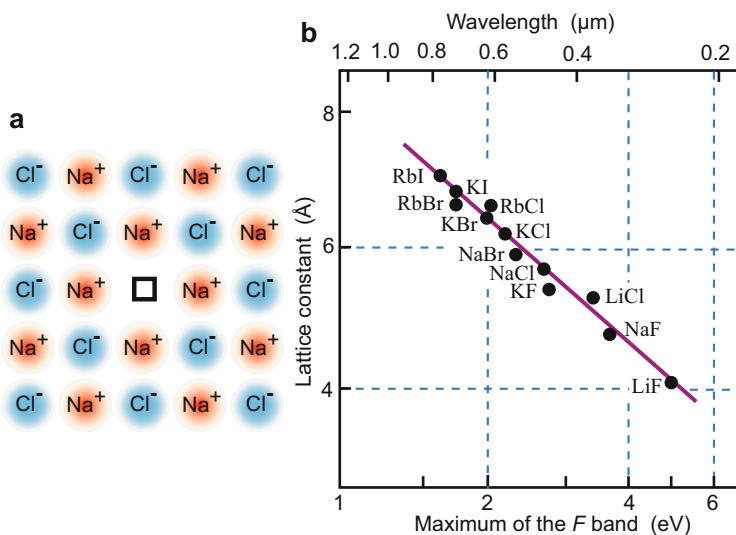 a
Cl- Na+ Cl- Na+ Cl-
Na+ Cl- Na+ Cl- Na+
Cl- Na+ Na+ Cl-
Na+ Cl- Na+ Cl- Na+
Cl- Na+ Cl- Na+ Cl-
b
Wavelength (μm)
1.2 1.0 0.8 0.6 0.4 0.2
Lattice constant (Å)
8
6
4
RbI
KI
RbBr
RbCl
KBr
KCl
NaBr
NaCl
KF
LiCl
NaF
LiF
1 2 4 6
Maximum of the F band (eV)